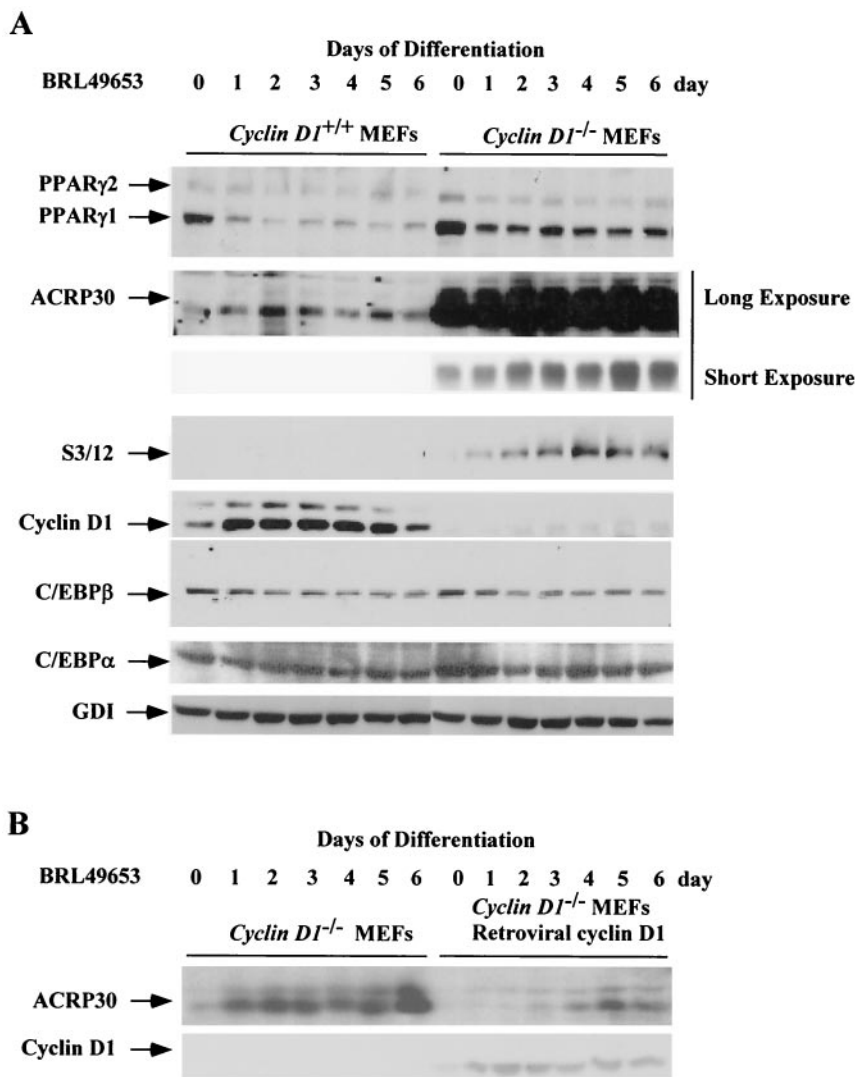 A
Days of Differentiation
BRL49653 0 1 2 3 4 5 6 0 1 2 3 4 5 6 day
Cyclin D1+/+ MEFs Cyclin D1-/- MEFs
PPARγ2
PPARγ1
ACRP30
Long Exposure
Short Exposure
S3/12
Cyclin D1
C/EBPβ
C/EBPα
GDI
B
Days of Differentiation
BRL49653 0 1 2 3 4 5 6 0 1 2 3 4 5 6 day
Cyclin D1-/- MEFs Cyclin D1-/- MEFs
Retroviral cyclin D1
ACRP30
Cyclin D1